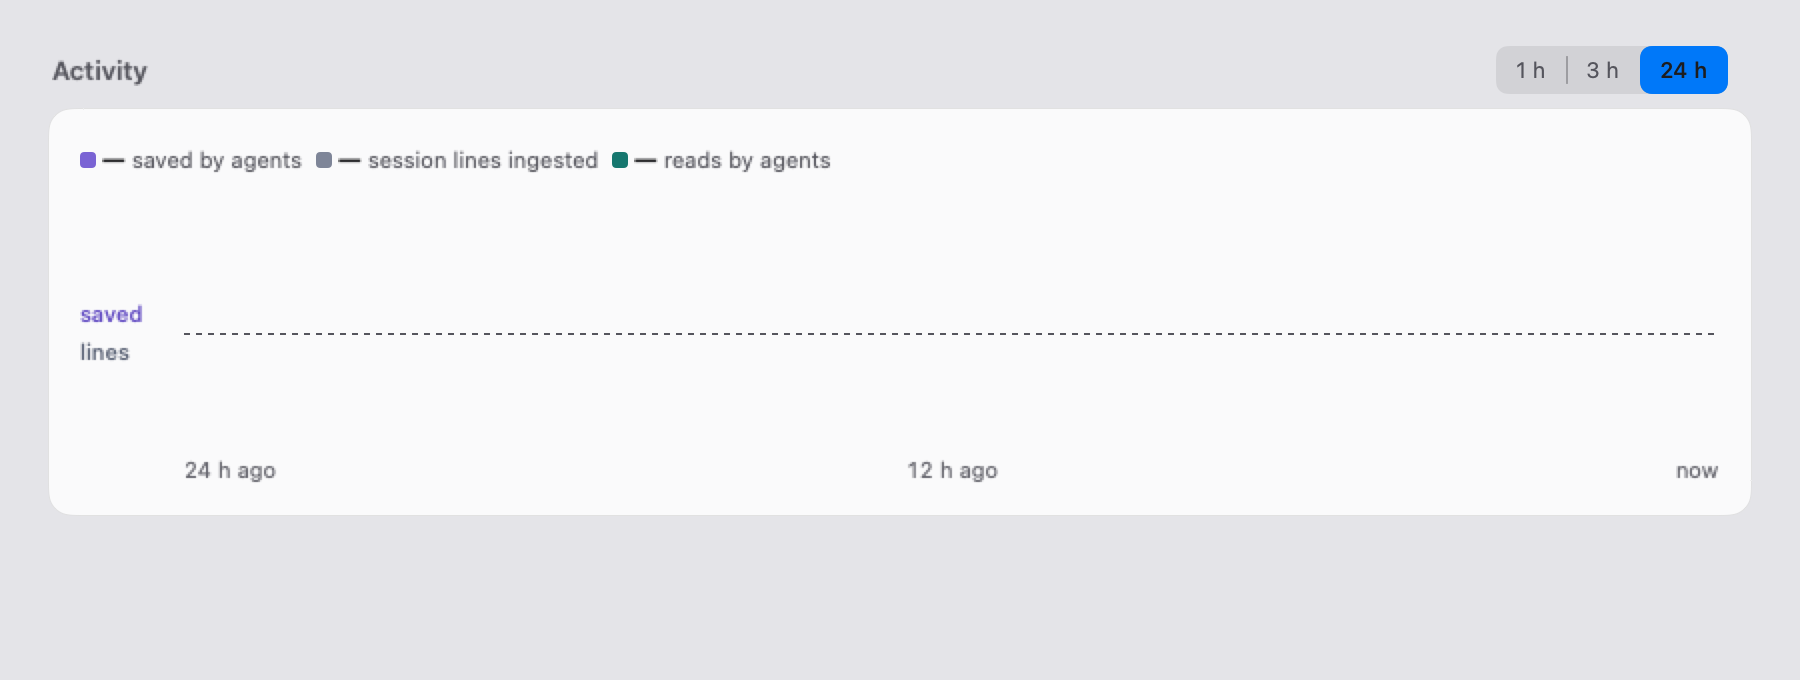 Activity
1 h 3 h 24 h
— saved by agents — session lines ingested — reads by agents
saved
lines
24 h ago 12 h ago now